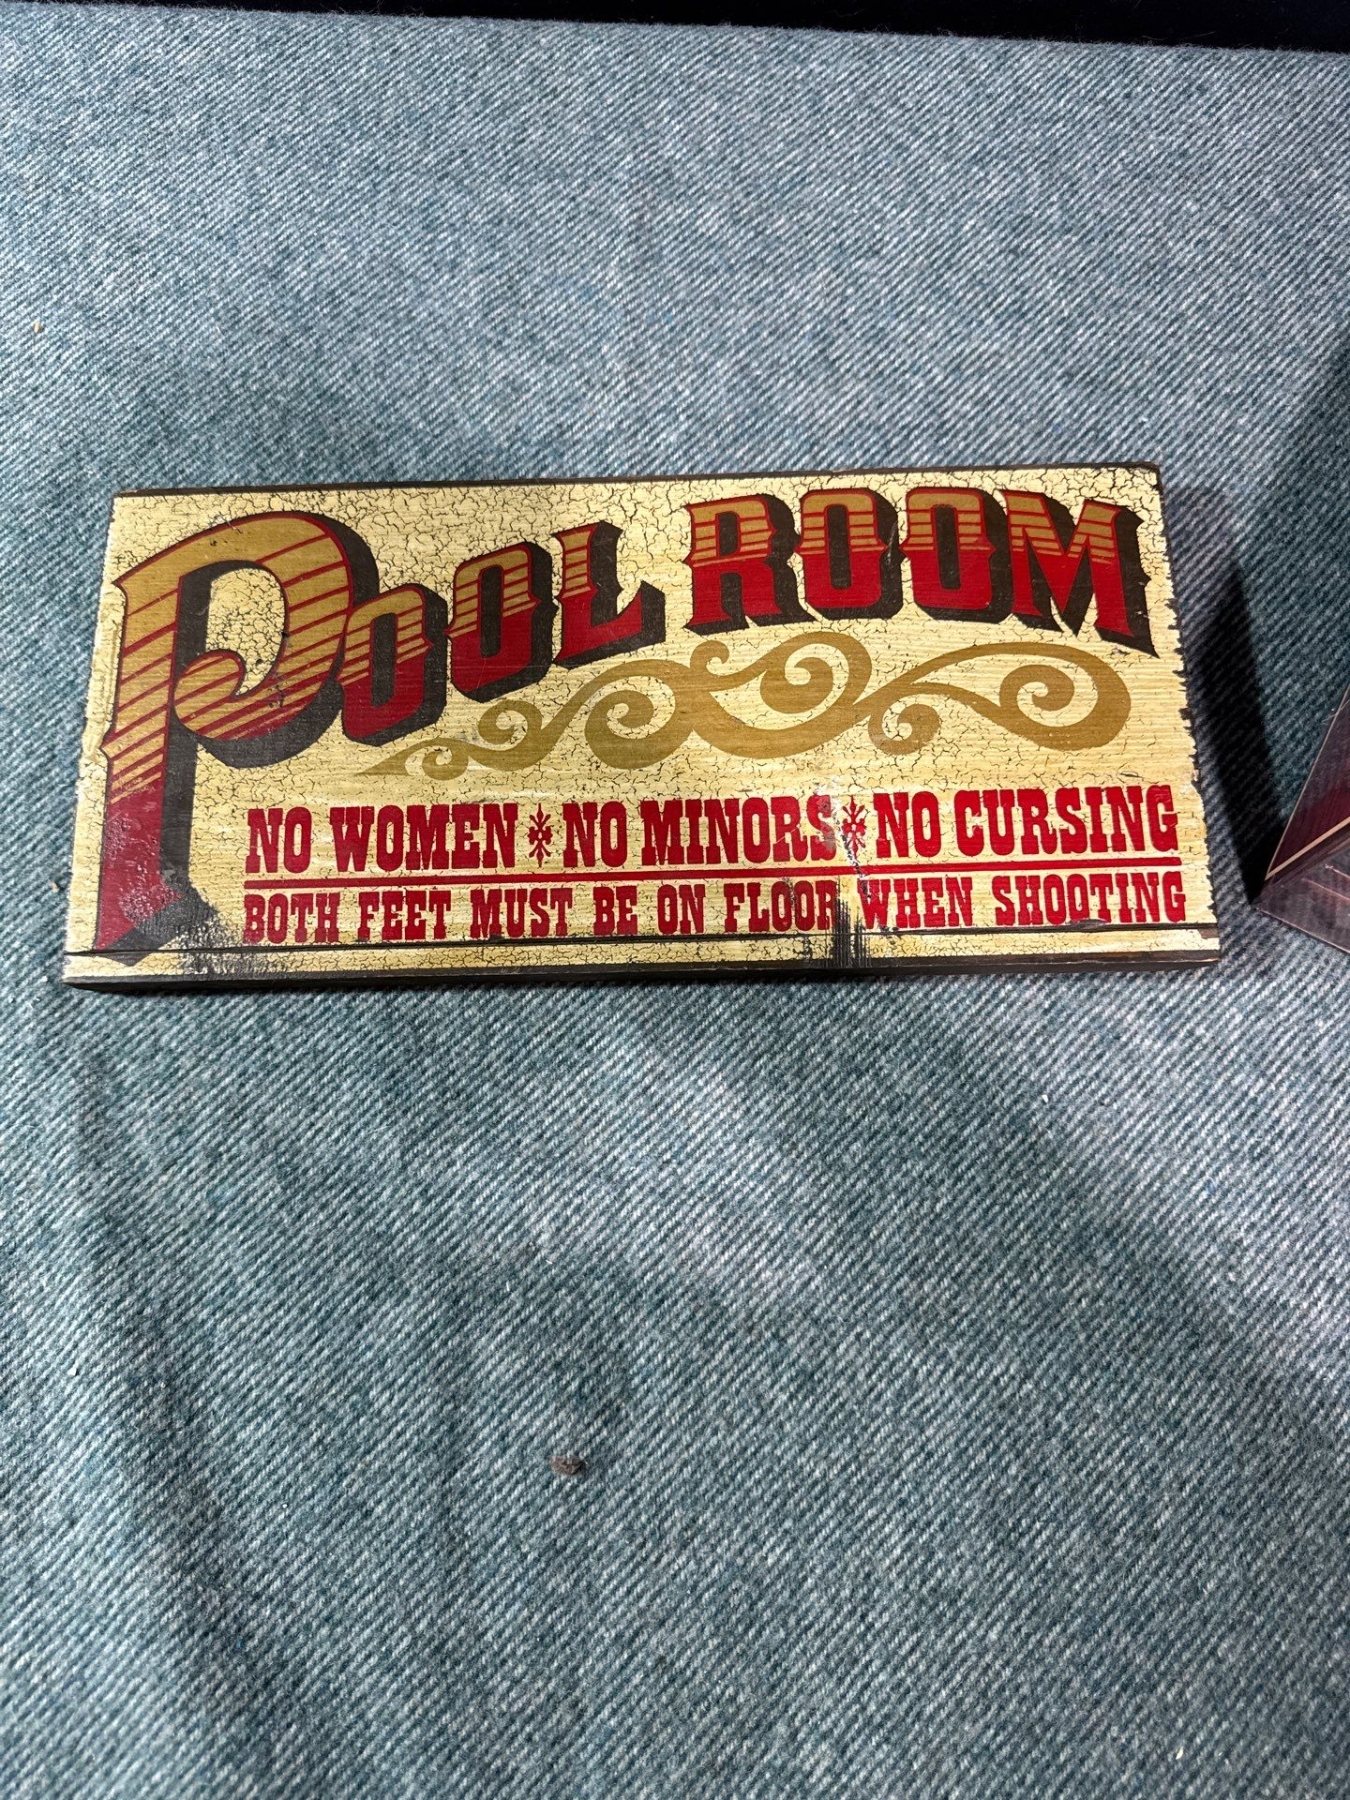 POOL ROOM
NO WOMEN NO MINORS NO CURSING
BOTH FEET MUST BE ON FLOOR WHEN SHOOTING